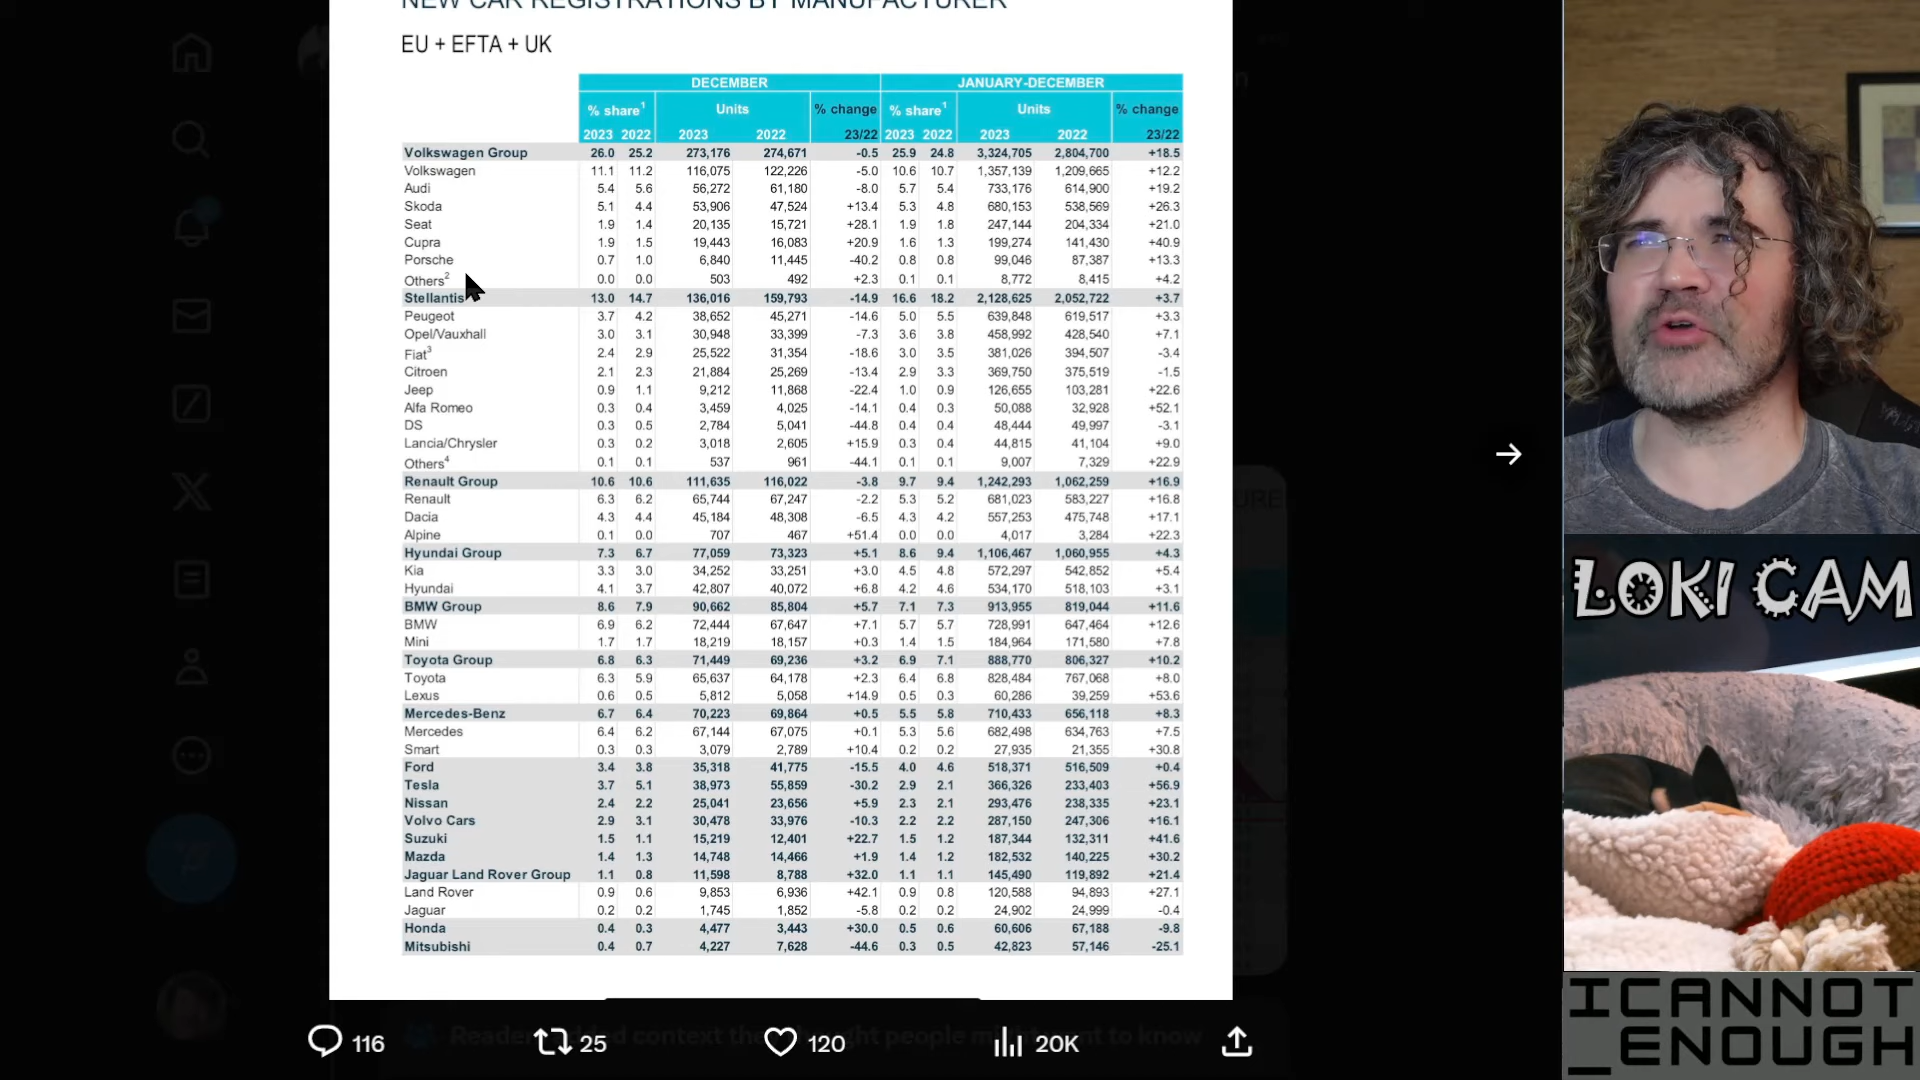 NEW CAR REGISTRATIONS BY MANUFACTURER
EU + EFTA + UK
DECEMBER JANUARY-DECEMBER
% share1 Units % change % share1 Units % change
2023 2022 2023 2022 23/22 2023 2022 2023 2022 23/22
Volkswagen Group 26.0 25.2 273,176 274,671 -0.5 25.9 24.8 3,324,705 2,804,700 +18.5
Volkswagen 11.1 11.2 116,075 122,226 -5.0 10.6 10.7 1,357,139 1,209,665 +12.2
Audi 5.4 5.6 56,272 61,180 -8.0 5.7 5.4 733,176 614,900 +19.2
Skoda 5.1 4.4 53,906 47,524 +13.4 5.3 4.8 680,153 538,569 +26.3
Seat 1.9 1.4 20,135 15,721 +28.1 1.9 1.8 247,144 204,334 +21.0
Cupra 1.9 1.5 19,443 16,083 +20.9 1.6 1.3 199,274 141,430 +40.9
Porsche 0.7 1.0 6,840 11,445 -40.2 0.8 0.8 99,046 87,387 +13.3
Others2 0.0 0.0 503 492 +2.3 0.1 0.1 8,772 8,415 +4.2
Stellantis 13.0 14.7 136,016 159,793 -14.9 16.6 18.2 2,128,625 2,052,722 +3.7
Peugeot 3.7 4.2 38,652 45,271 -14.6 5.0 5.5 639,848 619,517 +3.3
Opel/Vauxhall 3.0 3.1 30,948 33,399 -7.3 3.6 3.8 458,992 428,540 +7.1
Fiat3 2.4 2.9 25,522 31,354 -18.6 3.0 3.5 381,026 394,507 -3.4
Citroen 2.1 2.3 21,884 25,269 -13.4 2.9 3.3 369,750 375,519 -1.5
Jeep 0.9 1.1 9,212 11,868 -22.4 1.0 0.9 126,655 103,281 +22.6
Alfa Romeo 0.3 0.4 3,459 4,025 -14.1 0.4 0.3 50,088 32,928 +52.1
DS 0.3 0.5 2,784 5,041 -44.8 0.4 0.4 48,444 49,997 -3.1
Lancia/Chrysler 0.3 0.2 3,018 2,605 +15.9 0.3 0.4 44,815 41,104 +9.0
Others4 0.1 0.1 537 961 -44.1 0.1 0.1 9,007 7,329 +22.9
Renault Group 10.6 10.6 111,635 116,022 -3.8 9.7 9.4 1,242,293 1,062,259 +16.9
Renault 6.3 6.2 65,744 67,247 -2.2 5.3 5.2 681,023 583,227 +16.8
Dacia 4.3 4.4 45,184 48,308 -6.5 4.3 4.2 557,253 475,748 +17.1
Alpine 0.1 0.0 707 467 +51.4 0.0 0.0 4,017 3,284 +22.3
Hyundai Group 7.3 6.7 77,059 73,323 +5.1 8.6 9.4 1,106,467 1,060,955 +4.3
Kia 3.3 3.0 34,252 33,251 +3.0 4.5 4.8 572,297 542,852 +5.4
Hyundai 4.1 3.7 42,807 40,072 +6.8 4.2 4.6 534,170 518,103 +3.1
BMW Group 8.6 7.9 90,662 85,804 +5.7 7.1 7.3 913,955 819,044 +11.6
BMW 6.9 6.2 72,444 67,647 +7.1 5.7 5.7 728,991 647,464 +12.6
Mini 1.7 1.7 18,219 18,157 +0.3 1.4 1.5 184,964 171,580 +7.8
Toyota Group 6.8 6.3 71,449 69,236 +3.2 6.9 7.1 888,770 806,327 +10.2
Toyota 6.3 5.9 65,637 64,178 +2.3 6.4 6.8 828,484 767,068 +8.0
Lexus 0.6 0.5 5,812 5,058 +14.9 0.5 0.3 60,286 39,259 +53.6
Mercedes-Benz 6.7 6.4 70,223 69,864 +0.5 5.5 5.8 710,433 656,118 +8.3
Mercedes 6.4 6.2 67,144 67,075 +0.1 5.3 5.6 682,498 634,763 +7.5
Smart 0.3 0.3 3,079 2,789 +10.4 0.2 0.2 27,935 21,355 +30.8
Ford 3.4 3.8 35,318 41,775 -15.5 4.0 4.6 518,371 516,509 +0.4
Tesla 3.7 5.1 38,973 55,859 -30.2 2.9 2.1 366,326 233,403 +56.9
Nissan 2.4 2.2 25,041 23,656 +5.9 2.3 2.1 293,476 238,335 +23.1
Volvo Cars 2.9 3.1 30,478 33,976 -10.3 2.2 2.2 287,150 247,306 +16.1
Suzuki 1.5 1.1 15,219 12,401 +22.7 1.5 1.2 187,344 132,311 +41.6
Mazda 1.4 1.3 14,748 14,466 +1.9 1.4 1.2 182,532 140,225 +30.2
Jaguar Land Rover Group 1.1 0.8 11,598 8,788 +32.0 1.1 1.1 145,490 119,892 +21.4
Land Rover 0.9 0.6 9,853 6,936 +42.1 0.9 0.8 120,588 94,893 +27.1
Jaguar 0.2 0.2 1,745 1,852 -5.8 0.2 0.2 24,902 24,999 -0.4
Honda 0.4 0.3 4,477 3,443 +30.0 0.5 0.6 60,606 67,188 -9.8
Mitsubishi 0.4 0.7 4,227 7,628 -44.6 0.3 0.5 42,823 57,146 -25.1
116 25 120 20K
LOKI CAM
ICANNOT
_ENOUGH